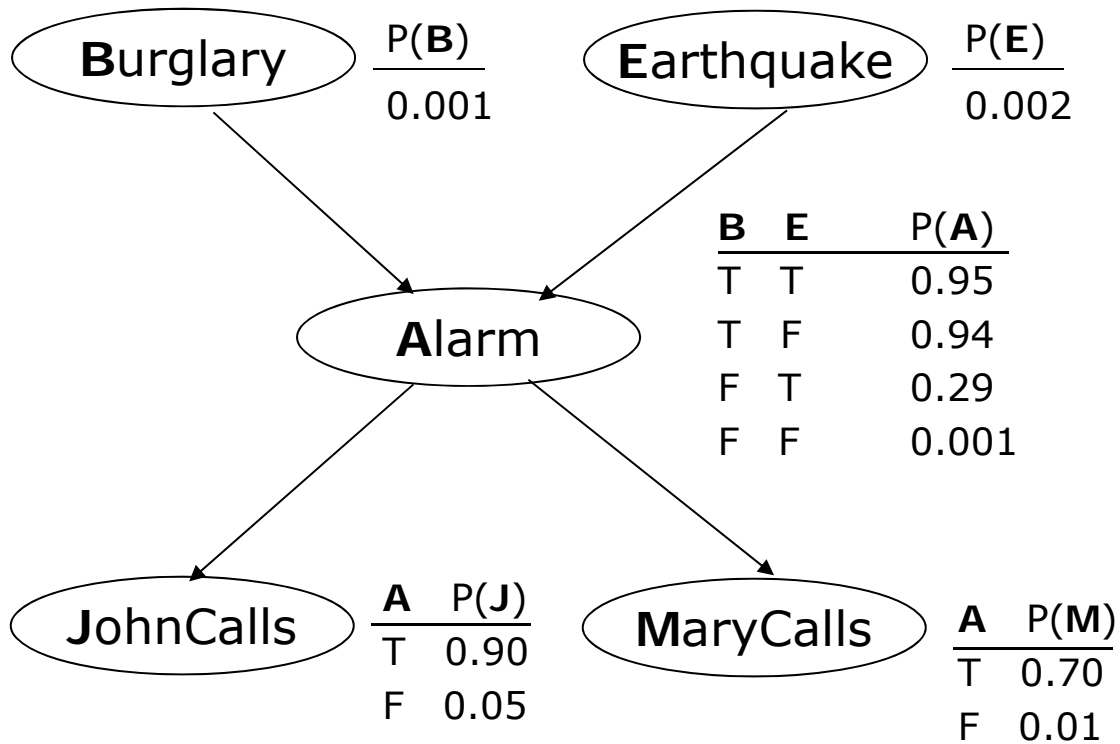 Burglary
P(B)
0.001
Earthquake
P(E)
0.002
B E P(A)
T T 0.95
T F 0.94
F T 0.29
F F 0.001
Alarm
JohnCalls
A P(J)
T 0.90
F 0.05
MaryCalls
A P(M)
T 0.70
F 0.01